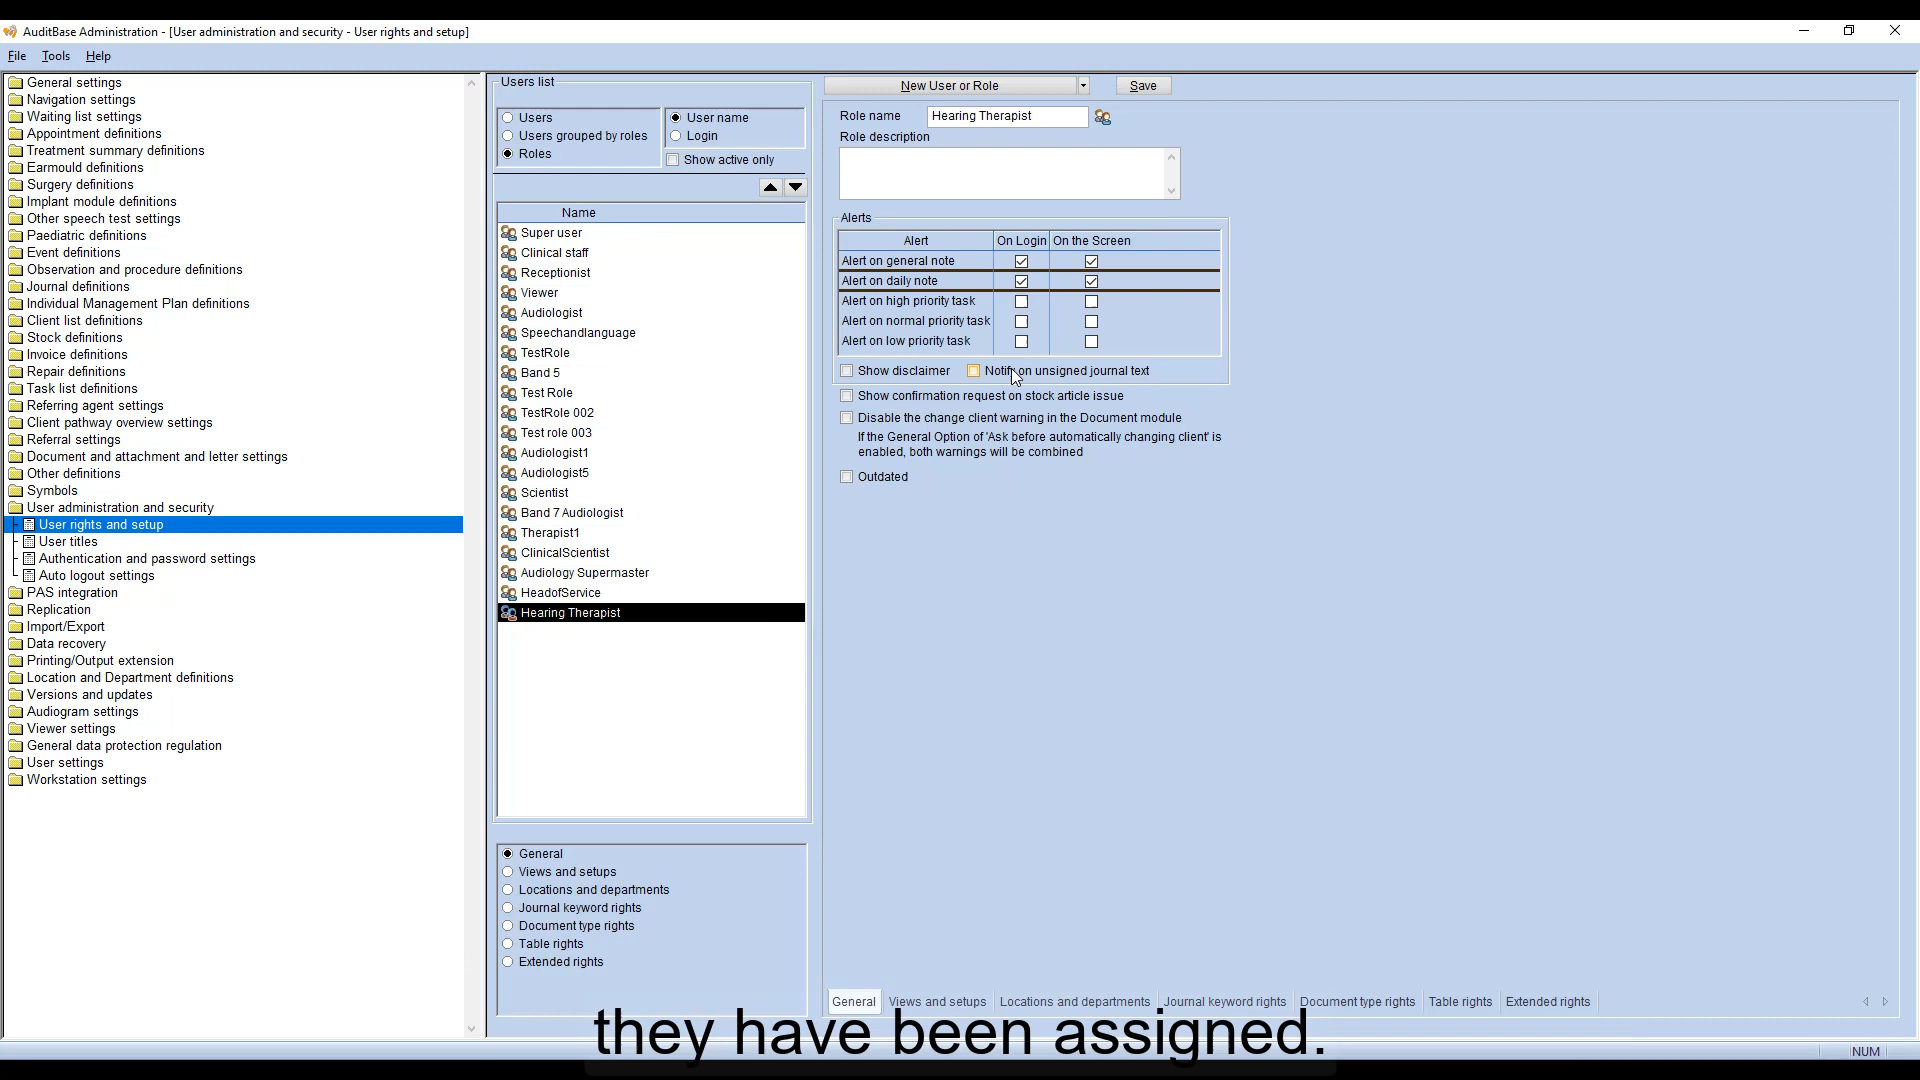 AuditBase Administration - [User administration and security - User rights and setup]
File Tools Help
General settings
Navigation settings
Waiting list settings
Appointment definitions
Treatment summary definitions
Earmould definitions
Surgery definitions
Implant module definitions
Other speech test settings
Paediatric definitions
Event definitions
Observation and procedure definitions
Journal definitions
Individual Management Plan definitions
Client list definitions
Stock definitions
Invoice definitions
Repair definitions
Task list definitions
Referring agent settings
Client pathway overview settings
Referral settings
Document and attachment and letter settings
Other definitions
Symbols
User administration and security
User rights and setup
User titles
Authentication and password settings
Auto logout settings
PAS integration
Replication
Import/Export
Data recovery
Printing/Output extension
Location and Department definitions
Versions and updates
Audiogram settings
Viewer settings
General data protection regulation
User settings
Workstation settings
Users list
Users
Users grouped by roles
Roles
User name
Login
Show active only
Name
Super user
Clinical staff
Receptionist
Viewer
Audiologist
Speechandlanguage
TestRole
Band 5
Test Role
TestRole 002
Test role 003
Audiologist1
Audiologist5
Scientist
Band 7 Audiologist
Therapist1
ClinicalScientist
Audiology Supermaster
HeadofService
Hearing Therapist
General
Views and setups
Locations and departments
Journal keyword rights
Document type rights
Table rights
Extended rights
New User or Role
Save
Role name Hearing Therapist
Role description
Alerts
Alert On Login On the Screen
Alert on general note
Alert on daily note
Alert on high priority task
Alert on normal priority task
Alert on low priority task
Show disclaimer Notify on unsigned journal text
Show confirmation request on stock article issue
Disable the change client warning in the Document module
If the General Option of 'Ask before automatically changing client' is
enabled, both warnings will be combined
Outdated
General Views and setups Locations and departments Journal keyword rights Document type rights Table rights Extended rights
they have been assigned.
NUM